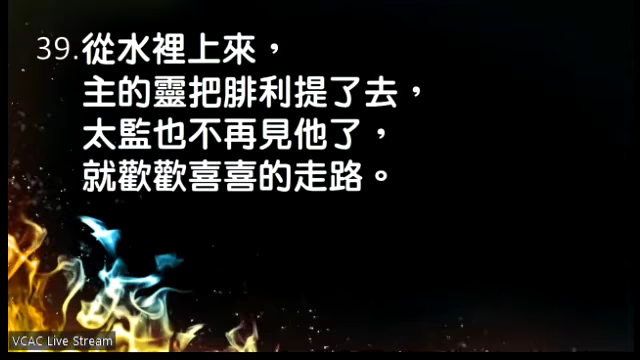 39.從水裡上來，
主的靈把腓利提了去，
太監也不再見他了，
就歡歡喜喜的走路。
VCAC Live Stream